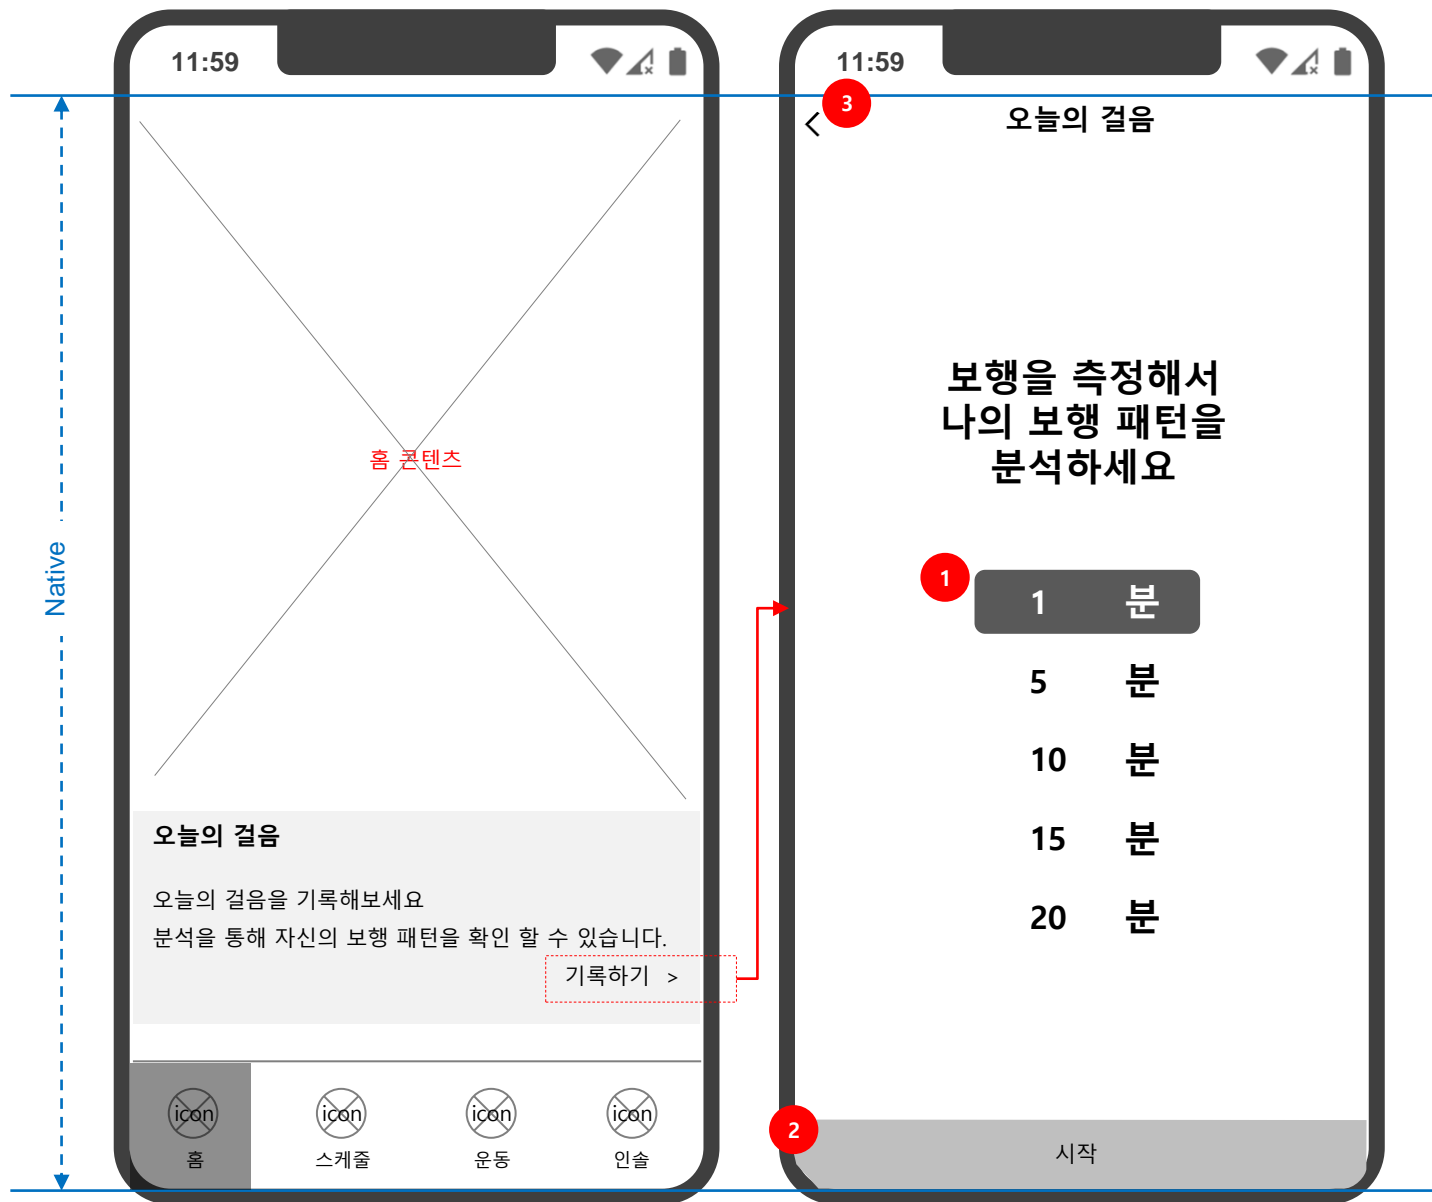 11:59
홈 콘텐츠
Native
오늘의 걸음
오늘의 걸음을 기록해보세요
분석을 통해 자신의 보행 패턴을 확인 할 수 있습니다.
기록하기 >
icon
icon
icon
icon
홈
스케줄
운동
인솔
11:59
3
오늘의 걸음
보행을 측정해서
나의 보행 패턴을
분석하세요
1
1 분
5 분
10 분
15 분
20 분
2
시작